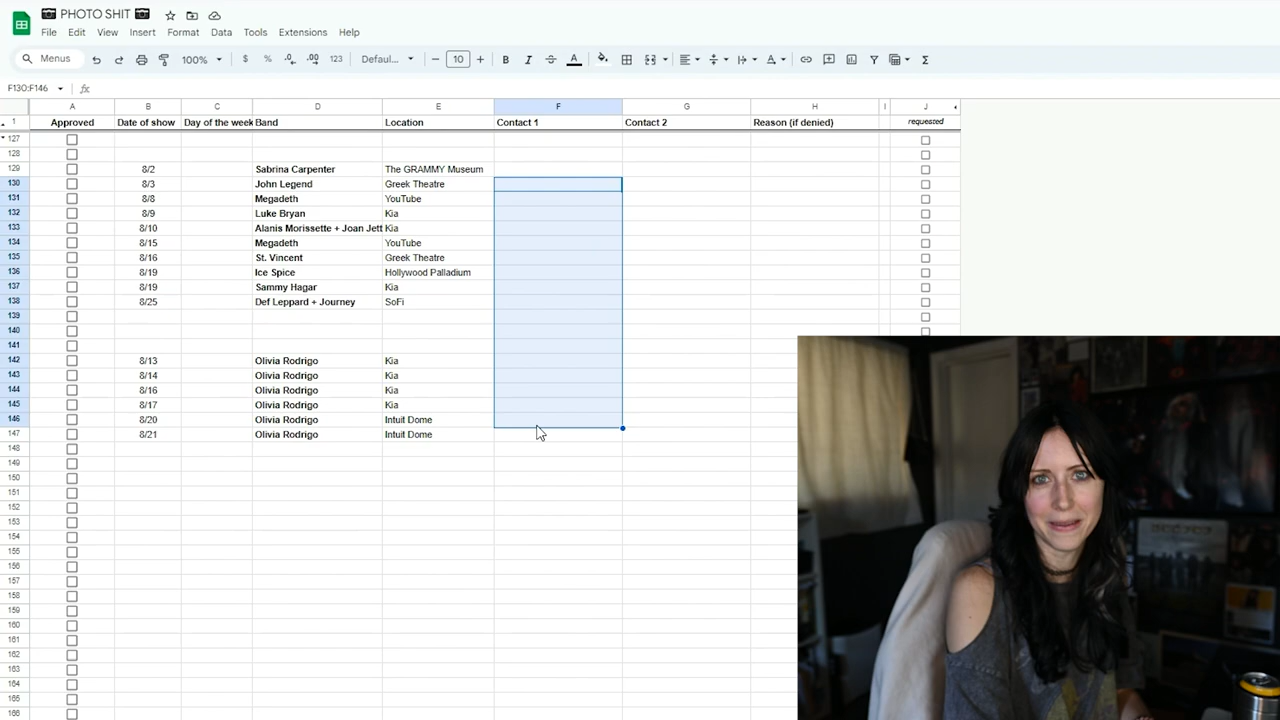 📷 PHOTO SHIT 📷
File Edit View Insert Format Data Tools Extensions Help
Menus 100% $ % .0 .00 123 Defaul... 10 B I A Σ
F130:F146 fx
A B C D E F G H I J
1 Approved Date of show Day of the week Band Location Contact 1 Contact 2 Reason (if denied) requested
127
128
129 8/2 Sabrina Carpenter The GRAMMY Museum
130 8/3 John Legend Greek Theatre
131 8/8 Megadeth YouTube
132 8/9 Luke Bryan Kia
133 8/10 Alanis Morissette + Joan Jett Kia
134 8/15 Megadeth YouTube
135 8/16 St. Vincent Greek Theatre
136 8/19 Ice Spice Hollywood Palladium
137 8/19 Sammy Hagar Kia
138 8/25 Def Leppard + Journey SoFi
139
140
141
142 8/13 Olivia Rodrigo Kia
143 8/14 Olivia Rodrigo Kia
144 8/16 Olivia Rodrigo Kia
145 8/17 Olivia Rodrigo Kia
146 8/20 Olivia Rodrigo Intuit Dome
147 8/21 Olivia Rodrigo Intuit Dome
148
149
150
151
152
153
154
155
156
157
158
159
160
161
162
163
164
165
166